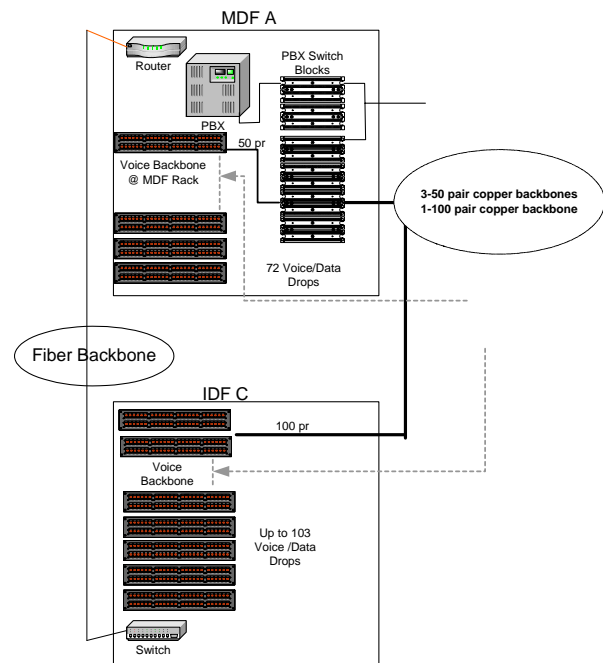 MDF A
Router
PBX Switch
Blocks
PBX
50 pr
Voice Backbone
@ MDF Rack
3-50 pair copper backbones
1-100 pair copper backbone
72 Voice/Data
Drops
Fiber Backbone
IDF C
100 pr
Voice
Backbone
Up to 103
Voice /Data
Drops
Switch